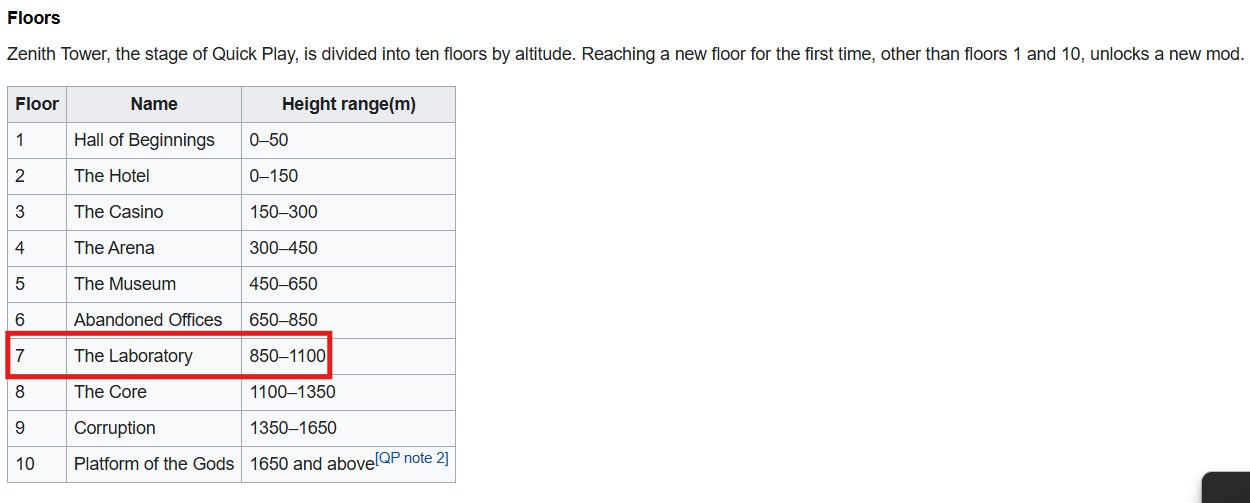 Floors
Zenith Tower, the stage of Quick Play, is divided into ten floors by altitude. Reaching a new floor for the first time, other than floors 1 and 10, unlocks a new mod.
Floor Name Height range(m)
1 Hall of Beginnings 0–50
2 The Hotel 0–150
3 The Casino 150–300
4 The Arena 300–450
5 The Museum 450–650
6 Abandoned Offices 650–850
7 The Laboratory 850–1100
8 The Core 1100–1350
9 Corruption 1350–1650
10 Platform of the Gods 1650 and above[QP note 2]